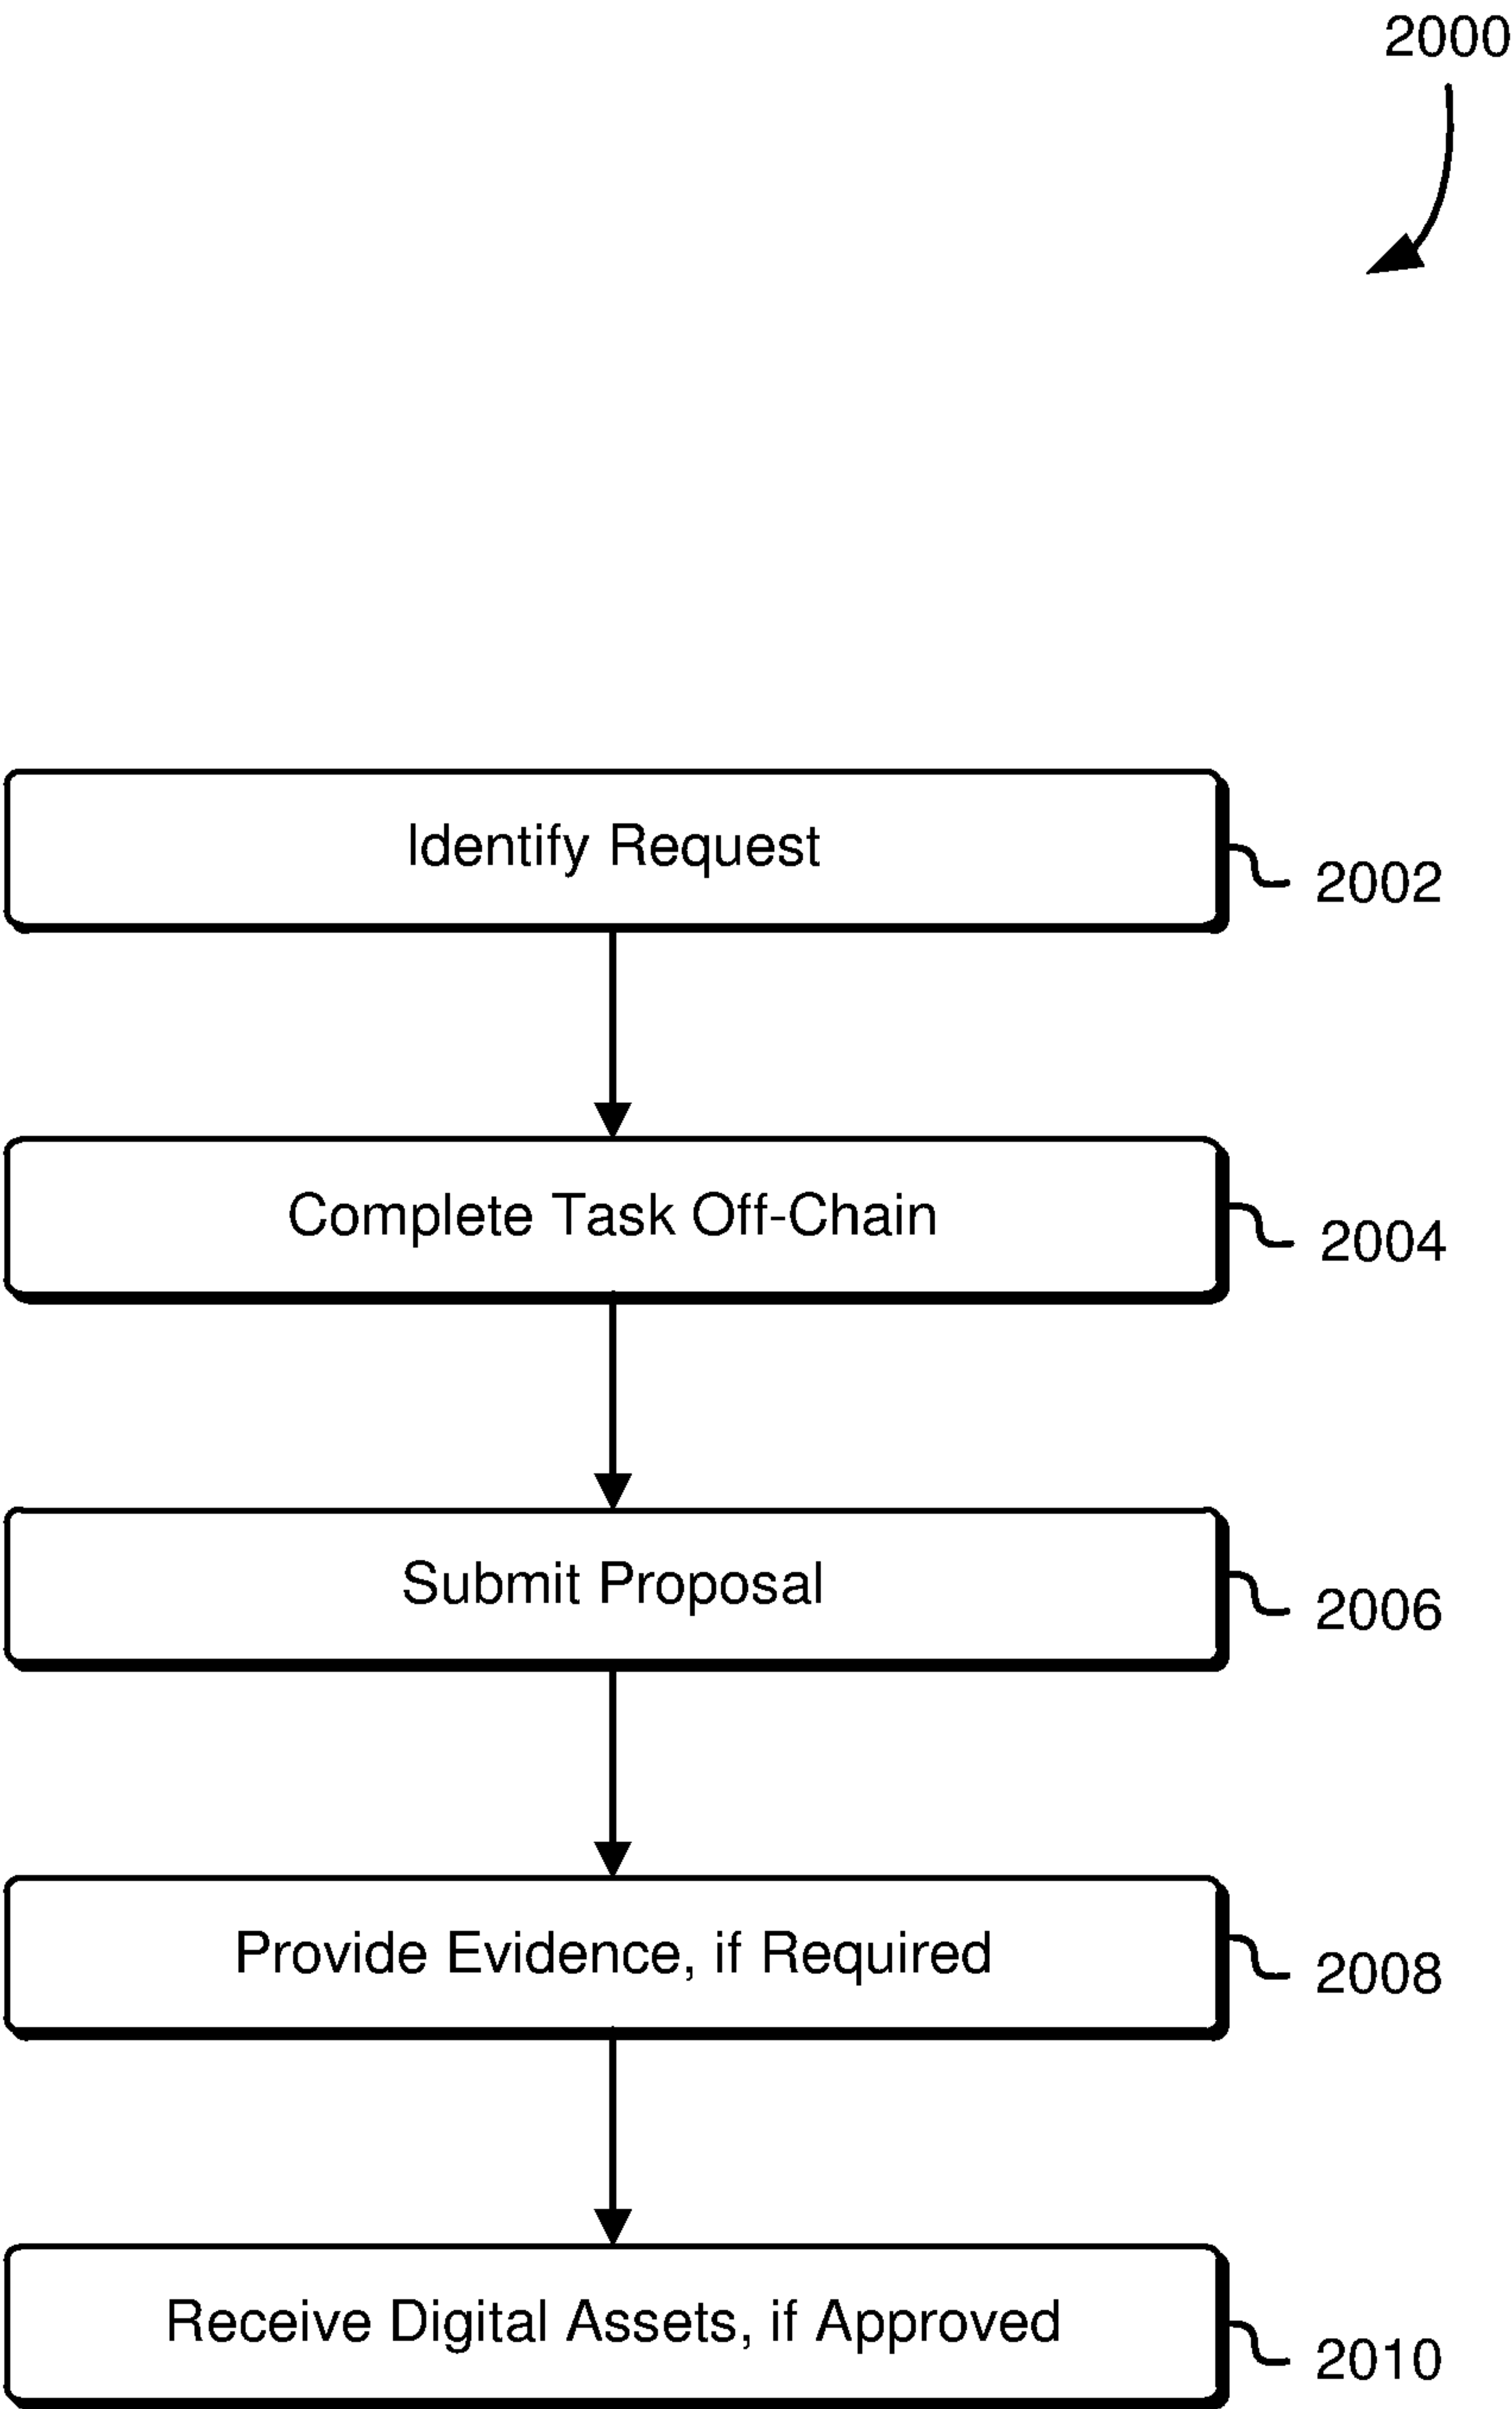 2000
Identify Request
2002
Complete Task Off-Chain
2004
Submit Proposal
2006
Provide Evidence, if Required
2008
Receive Digital Assets, if Approved
2010